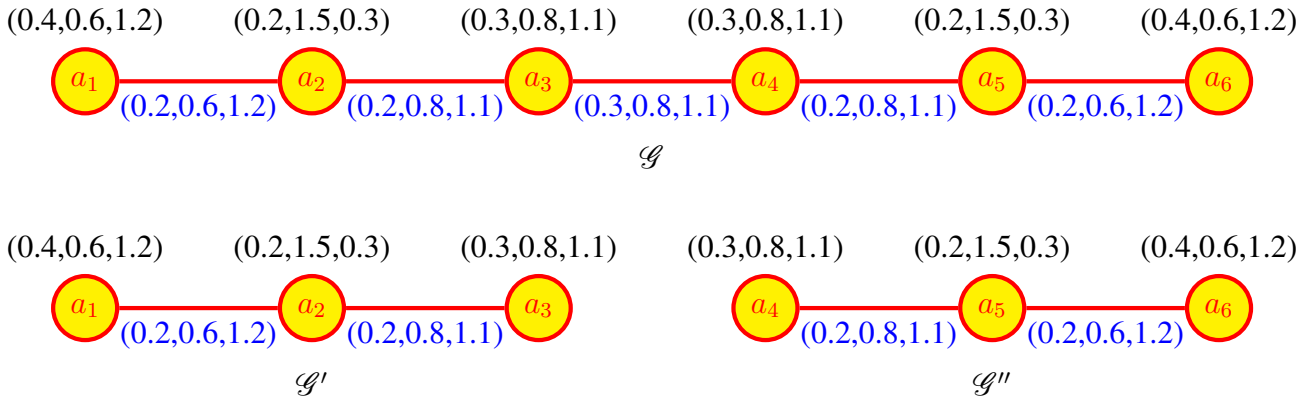 (0.4,0.6,1.2) (0.2,1.5,0.3) (0.3,0.8,1.1) (0.3,0.8,1.1) (0.2,1.5,0.3) (0.4,0.6,1.2)
a₁ a₂ a₃ a₄ a₅ a₆
(0.2,0.6,1.2) (0.2,0.8,1.1) (0.3,0.8,1.1) (0.2,0.8,1.1) (0.2,0.6,1.2)
𝒢
(0.4,0.6,1.2) (0.2,1.5,0.3) (0.3,0.8,1.1) (0.3,0.8,1.1) (0.2,1.5,0.3) (0.4,0.6,1.2)
a₁ a₂ a₃ a₄ a₅ a₆
(0.2,0.6,1.2) (0.2,0.8,1.1) (0.2,0.8,1.1) (0.2,0.6,1.2)
𝒢′ 𝒢″